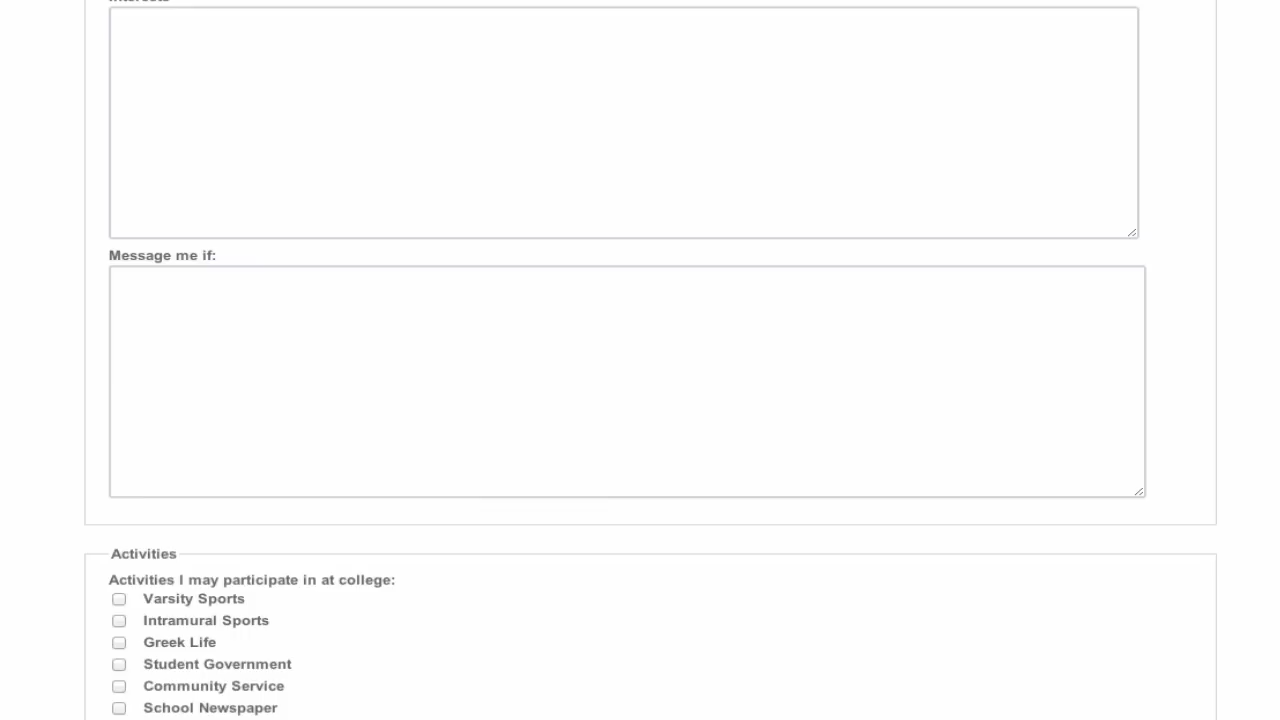 Message me if:
Activities
Activities I may participate in at college:
Varsity Sports
Intramural Sports
Greek Life
Student Government
Community Service
School Newspaper